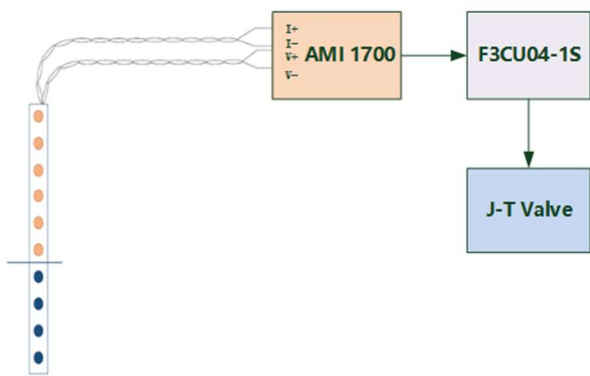 I+
I-
V+
V-
AMI 1700
F3CU04-1S
J-T Valve